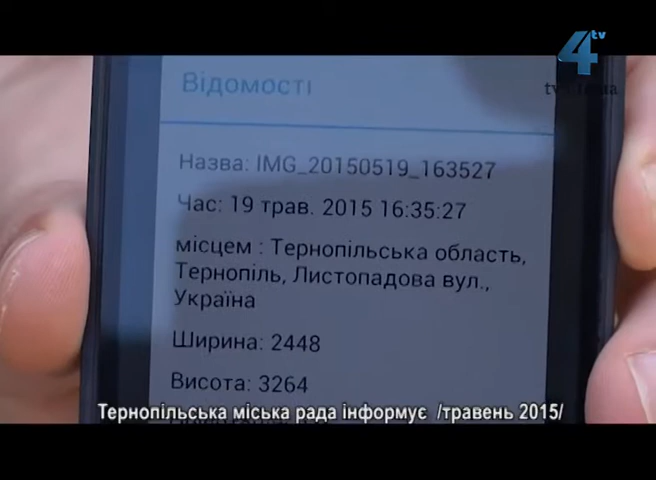 4 tv
Відомості
Назва: IMG_20150519_163527
Час: 19 трав. 2015 16:35:27
місцем : Тернопільська область,
Тернопіль, Листопадова вул.,
Україна
Ширина: 2448
Висота: 3264
Тернопільська міська рада інформує /травень 2015/